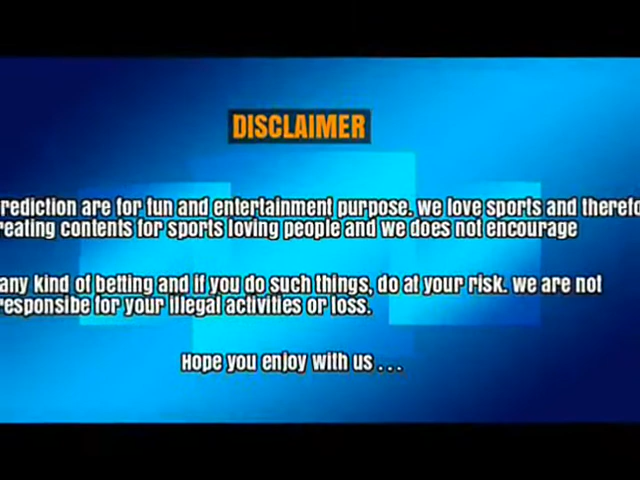 DISCLAIMER
rediction are for fun and entertainment purpose. we love sports and therefo
reating contents for sports loving people and we does not encourage
any kind of betting and if you do such things, do at your risk. we are not
esponsibe for your illegal activities or loss.
Hope you enjoy with us . . .